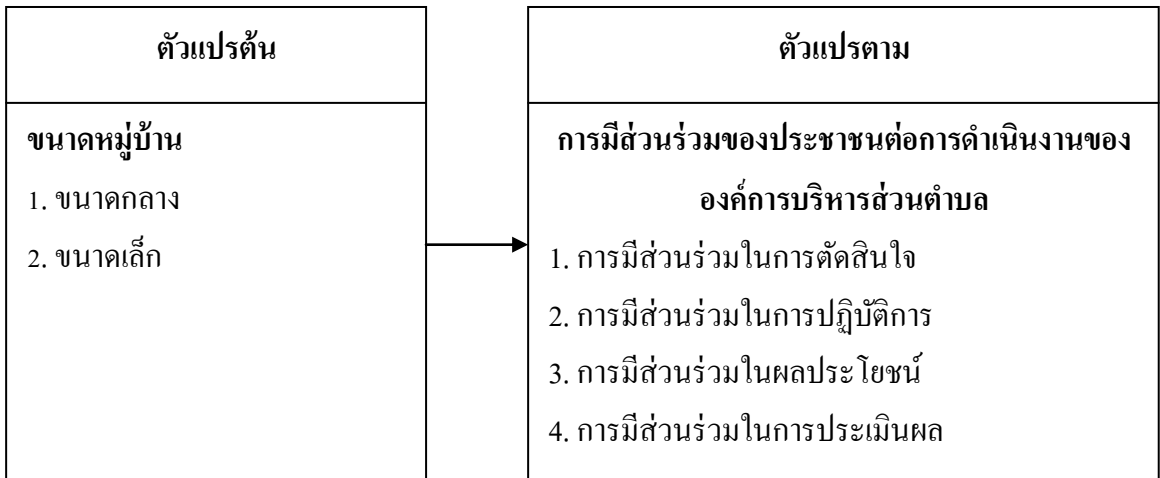 ตัวแปรต้น
ขนาดหมู่บ้าน
1. ขนาดกลาง
2. ขนาดเล็ก
ตัวแปรตาม
การมีส่วนร่วมของประชาชนต่อการดำเนินงานของ
องค์การบริหารส่วนตำบล
1. การมีส่วนร่วมในการตัดสินใจ
2. การมีส่วนร่วมในการปฏิบัติการ
3. การมีส่วนร่วมในผลประโยชน์
4. การมีส่วนร่วมในการประเมินผล